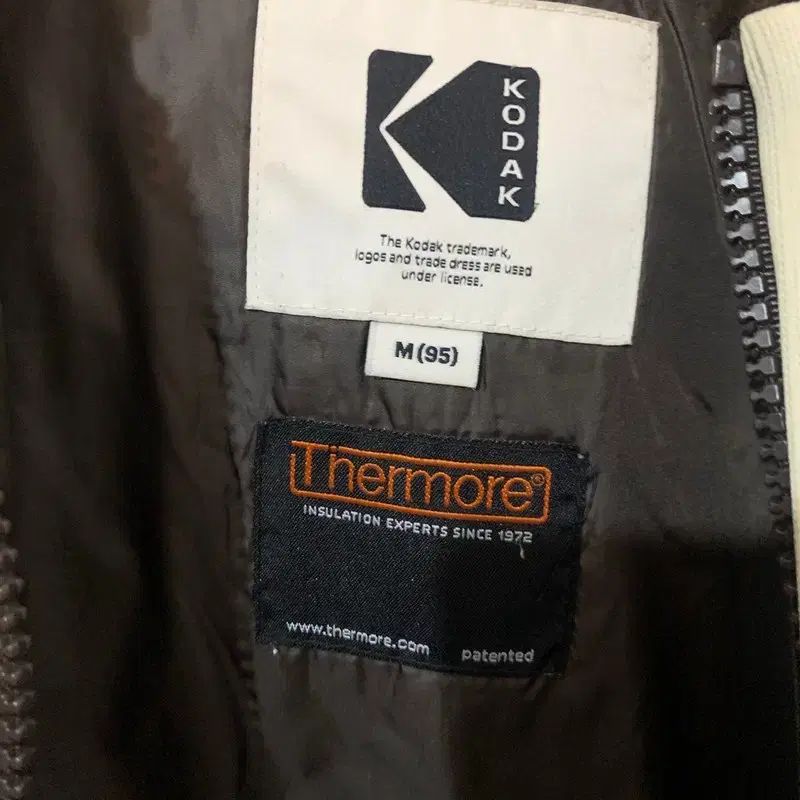 KODAK
The Kodak trademark,
logos and trade dress are used
under license.
M (95)
Thermore®
INSULATION EXPERTS SINCE 1972
www.thermore.com
patented